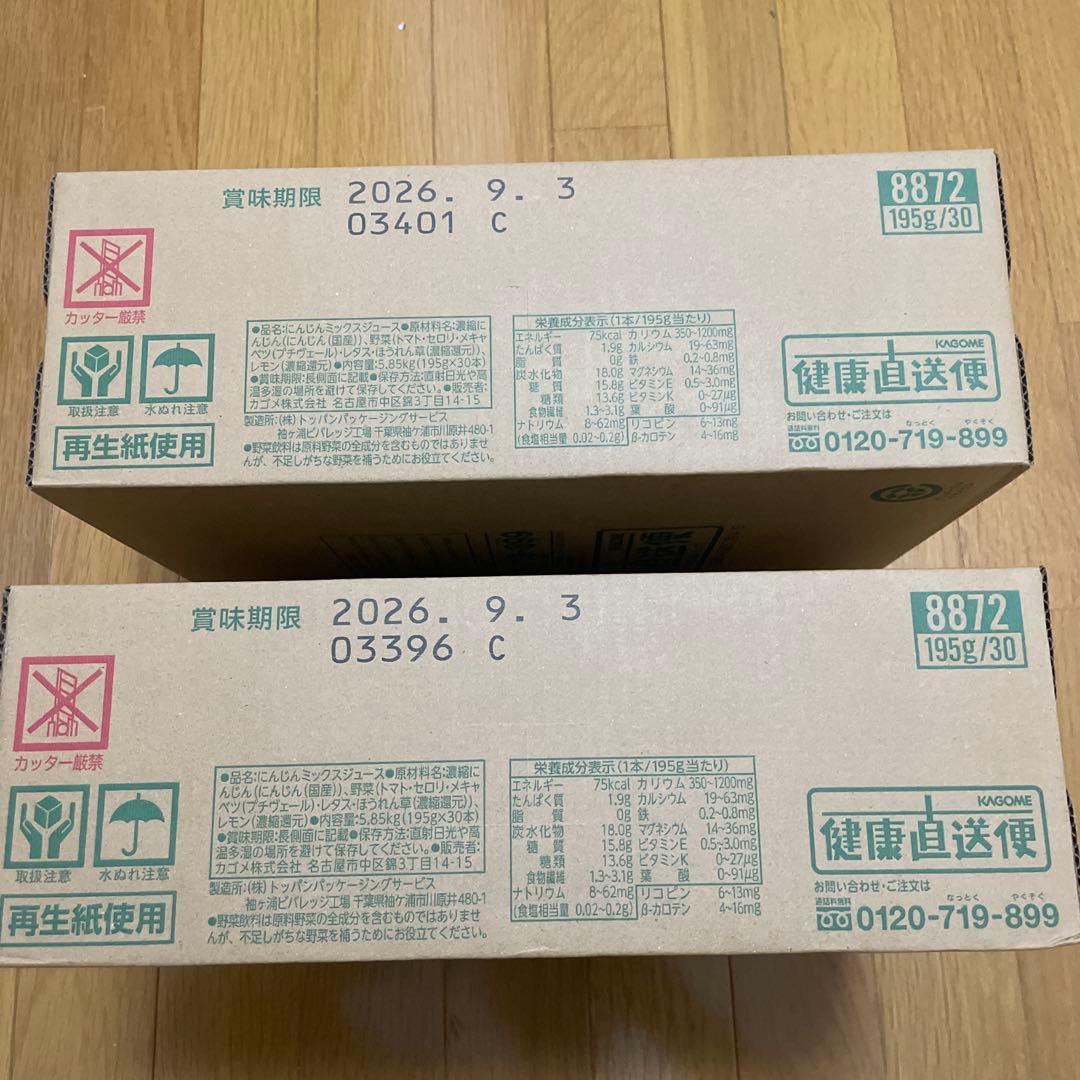 賞味期限 2026. 9. 3
03401 C
8872
195g/30
カッター厳禁
取扱注意 水ぬれ注意
再生紙使用
●品名:にんじんミックスジュース●原材料名:濃縮に
んじん(にんじん(国産))、野菜(トマト・セロリ・メキャ
ベツ(プチヴェール)・レタス・ほうれん草(濃縮還元))、
レモン(濃縮還元)●内容量:5.85kg(195g×30本)
●賞味期限:長側面に記載●保存方法:直射日光や高
温多湿の場所を避けて保存してください。●販売者:
カゴメ株式会社 名古屋市中区錦3丁目14-15
製造所:(株)トッパンパッケージングサービス
袖ヶ浦ビバレッジ工場 千葉県袖ケ浦市川原井480-1
●野菜飲料は原料野菜の全成分を含むものではありませ
んが、不足しがちな野菜を補うためにお役立てください。
栄養成分表示(1本/195g当たり)
エネルギー 75kcal カリウム 350~1200mg
たんぱく質 1.9g カルシウム 19~63mg
脂質 0g 鉄 0.2~0.8mg
炭水化物 18.0g マグネシウム 14~36mg
糖質 15.8g ビタミンE 0.5~3.0mg
糖類 13.6g ビタミンK 0~27μg
食物繊維 1.3~3.1g 葉酸 0~91μg
ナトリウム 8~62mg リコピン 6~13mg
(食塩相当量 0.02~0.2g) β-カロテン 4~16mg
KAGOME
健康直送便
お問い合わせ・ご注文は
なっとく やくそく
通話料無料 0120-719-899
賞味期限 2026. 9. 3
03396 C
8872
195g/30
カッター厳禁
取扱注意 水ぬれ注意
再生紙使用
●品名:にんじんミックスジュース●原材料名:濃縮に
んじん(にんじん(国産))、野菜(トマト・セロリ・メキャ
ベツ(プチヴェール)・レタス・ほうれん草(濃縮還元))、
レモン(濃縮還元)●内容量:5.85kg(195g×30本)
●賞味期限:長側面に記載●保存方法:直射日光や高
温多湿の場所を避けて保存してください。●販売者:
カゴメ株式会社 名古屋市中区錦3丁目14-15
製造所:(株)トッパンパッケージングサービス
袖ヶ浦ビバレッジ工場 千葉県袖ケ浦市川原井480-1
●野菜飲料は原料野菜の全成分を含むものではありませ
んが、不足しがちな野菜を補うためにお役立てください。
栄養成分表示(1本/195g当たり)
エネルギー 75kcal カリウム 350~1200mg
たんぱく質 1.9g カルシウム 19~63mg
脂質 0g 鉄 0.2~0.8mg
炭水化物 18.0g マグネシウム 14~36mg
糖質 15.8g ビタミンE 0.5~3.0mg
糖類 13.6g ビタミンK 0~27μg
食物繊維 1.3~3.1g 葉酸 0~91μg
ナトリウム 8~62mg リコピン 6~13mg
(食塩相当量 0.02~0.2g) β-カロテン 4~16mg
KAGOME
健康直送便
お問い合わせ・ご注文は
なっとく やくそく
通話料無料 0120-719-899